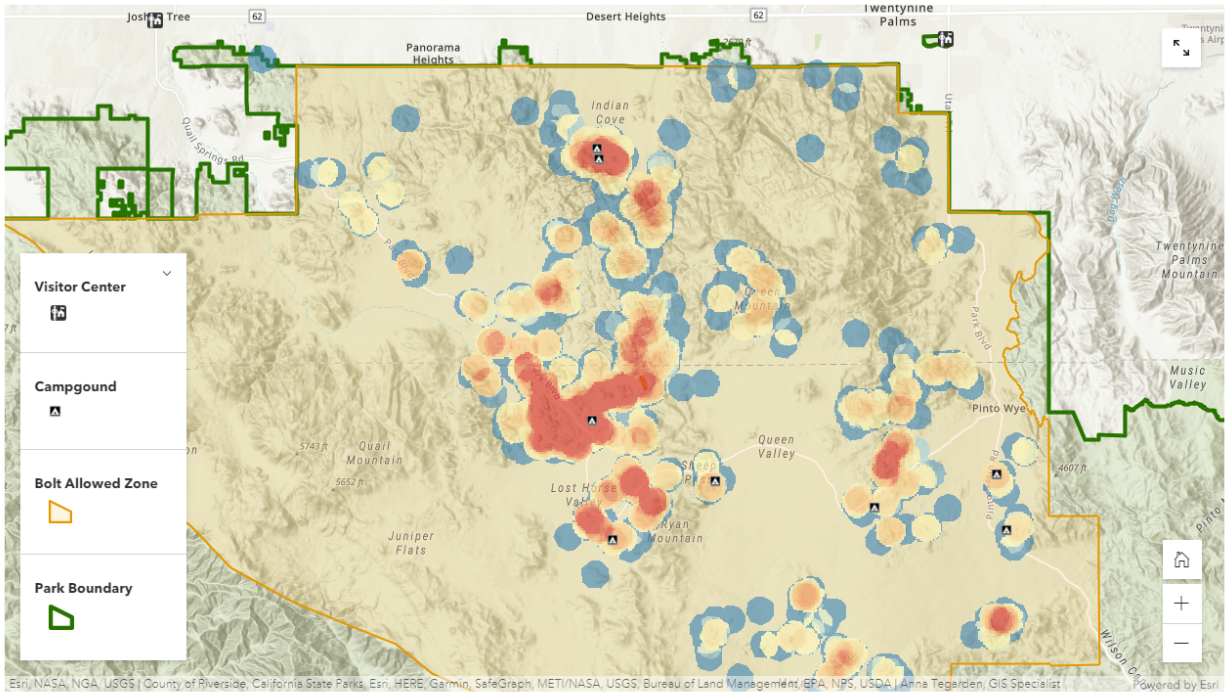 Joshua Tree
62
Desert Heights
62
Twentynine
Palms
Panorama
Heights
Indian
Cove
Quail Springs Rd
Twentynine
Palms
Mountain
Visitor Center
Campgound
Bolt Allowed Zone
Park Boundary
7ft
Queen
Mountain
Park Blvd
Park Blvd
Music
Valley
Pinto Wye
5743 ft
Quail
Mountain
5652 ft
Queen
Valley
4607 ft
Lost Horse
Valley
Ryan
Mountain
Juniper
Flats
Esri, NASA, NGA, USGS | County of Riverside, California State Parks, Esri, HERE, Garmin, SafeGraph, METI/NASA, USGS, Bureau of Land Management, EPA, NPS, USDA | Anna Tegarden, GIS Specialist
Powered by Esri